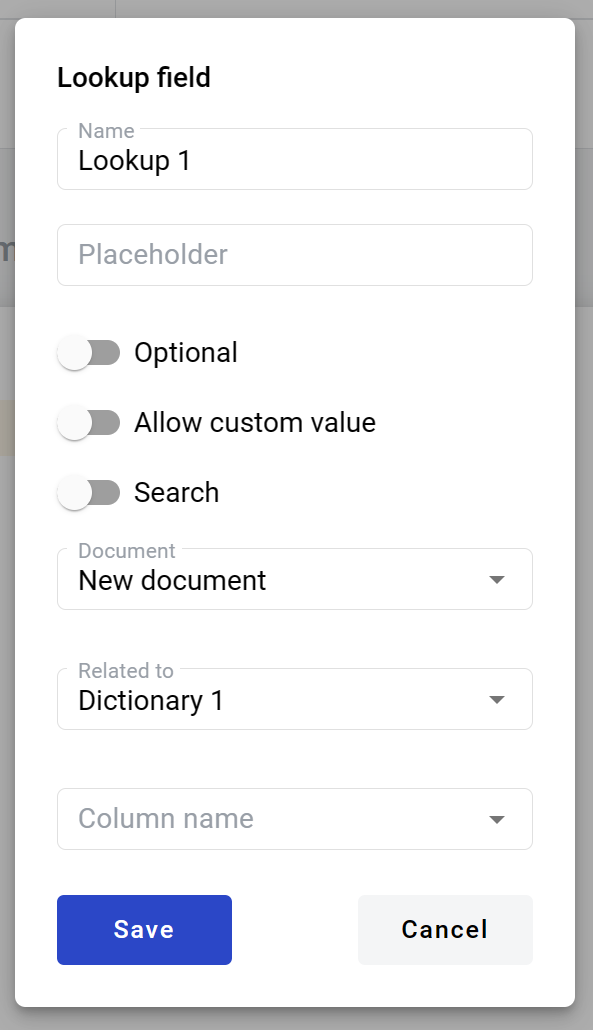 Lookup field
Name
Lookup 1
Placeholder
Optional
Allow custom value
Search
Document
New document
Related to
Dictionary 1
Column name
Save
Cancel